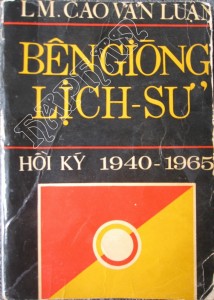 L.M. CAO VĂN LUẬN
BÊN GIÒNG
LỊCH-SỬ
HỒI KÝ 1940-1965